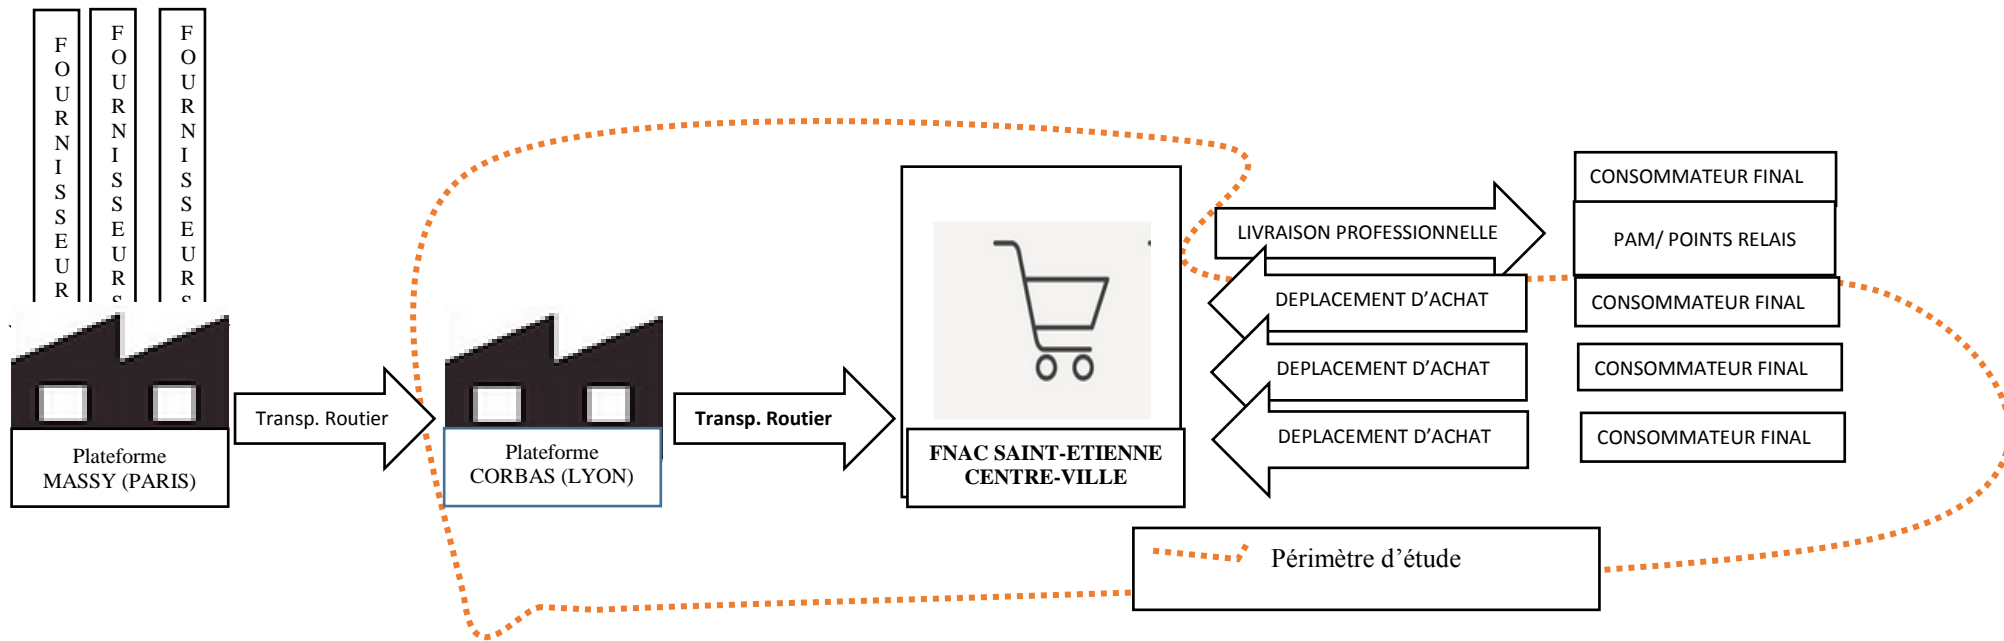 FOURNISSEUR
FOURNISSEURS
FOURNISSEURS
CONSOMMATEUR FINAL
LIVRAISON PROFESSIONNELLE
PAM/ POINTS RELAIS
DEPLACEMENT D’ACHAT
CONSOMMATEUR FINAL
DEPLACEMENT D’ACHAT
CONSOMMATEUR FINAL
Transp. Routier
Transp. Routier
DEPLACEMENT D’ACHAT
CONSOMMATEUR FINAL
Plateforme
MASSY (PARIS)
Plateforme
CORBAS (LYON)
FNAC SAINT-ETIENNE
CENTRE-VILLE
Périmètre d’étude